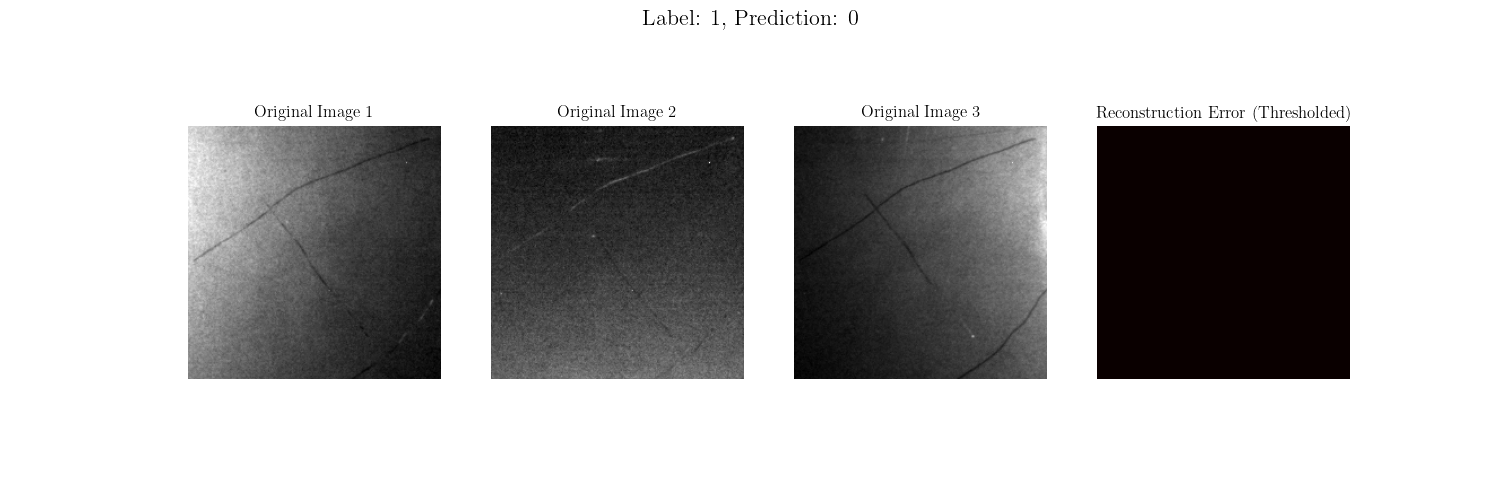 Label: 1, Prediction: 0
Original Image 1
Original Image 2
Original Image 3
Reconstruction Error (Thresholded)